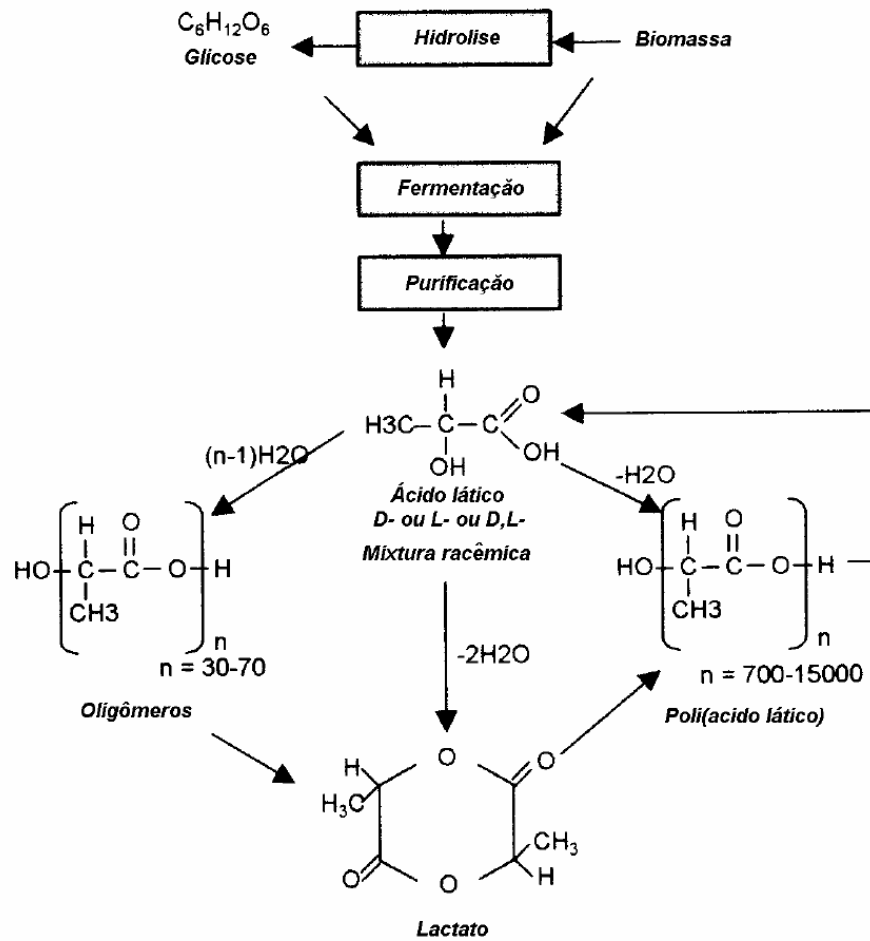 C6H12O6
Glicose
Hidrolise
Biomassa
Fermentação
Purificação
H
H3C
C
C
O
OH
OH
(n-1)H2O
-H2O
Ácido lático
D- ou L- ou D,L-
Mixtura racêmica
H
O
HO
C
C
O
H
CH3
n
n = 30-70
Oligômeros
-2H2O
H
O
HO
C
C
O
H
CH3
n
n = 700-15000
Poli(acido lático)
O
O
H
H3C
CH3
O
O
H
Lactato